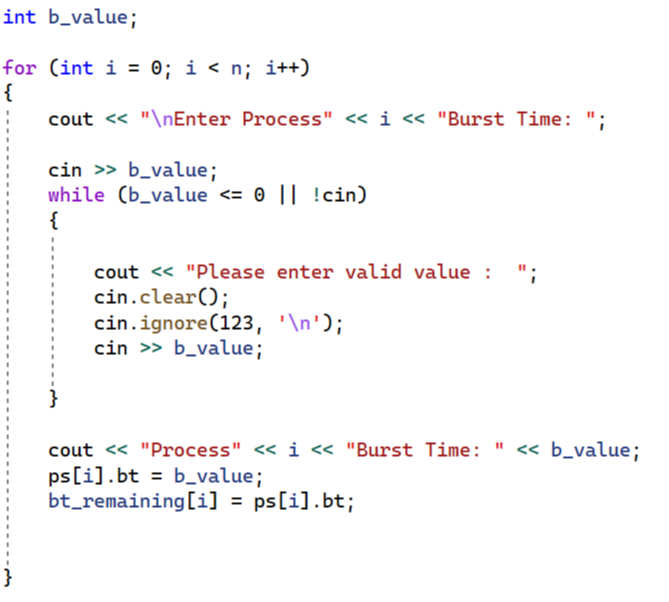 int b_value;
for (int i = 0; i < n; i++)
{
cout << "\nEnter Process" << i << "Burst Time: ";
cin >> b_value;
while (b_value <= 0 || !cin)
{
cout << "Please enter valid value :  ";
cin.clear();
cin.ignore(123, '\n');
cin >> b_value;
}
cout << "Process" << i << "Burst Time: " << b_value;
ps[i].bt = b_value;
bt_remaining[i] = ps[i].bt;
}